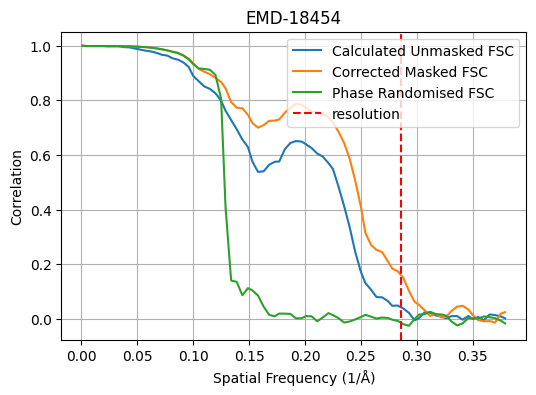 EMD-18454
Calculated Unmasked FSC
Corrected Masked FSC
Phase Randomised FSC
resolution
Correlation
1.0
0.8
0.6
0.4
0.2
0.0
0.00 0.05 0.10 0.15 0.20 0.25 0.30 0.35
Spatial Frequency (1/Å)